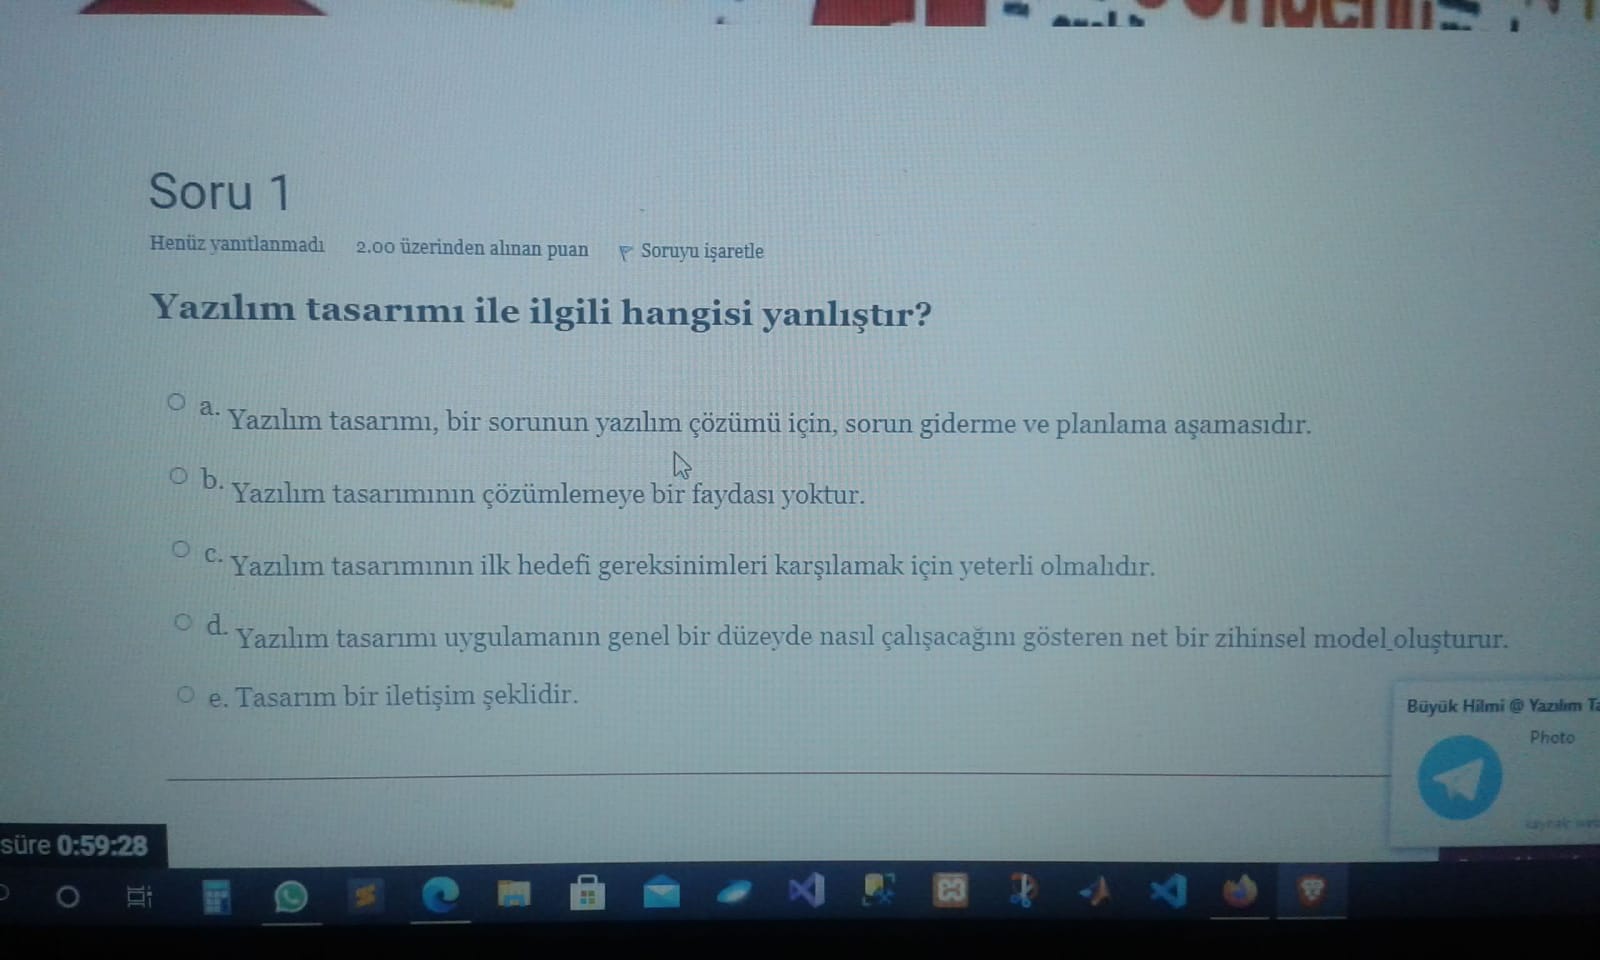 Soru 1
Henüz yanıtlanmadı 2,00 üzerinden alınan puan Soruyu işaretle
Yazılım tasarımı ile ilgili hangisi yanlıştır?
a. Yazılım tasarımı, bir sorunun yazılım çözümü için, sorun giderme ve planlama aşamasıdır.
b. Yazılım tasarımının çözümlemeye bir faydası yoktur.
c. Yazılım tasarımının ilk hedefi gereksinimleri karşılamak için yeterli olmalıdır.
d. Yazılım tasarımı uygulamanın genel bir düzeyde nasıl çalışacağını gösteren net bir zihinsel model oluşturur.
e. Tasarım bir iletişim şeklidir.
Büyük Hilmi @ Yazılım Ta
Photo
süre 0:59:28